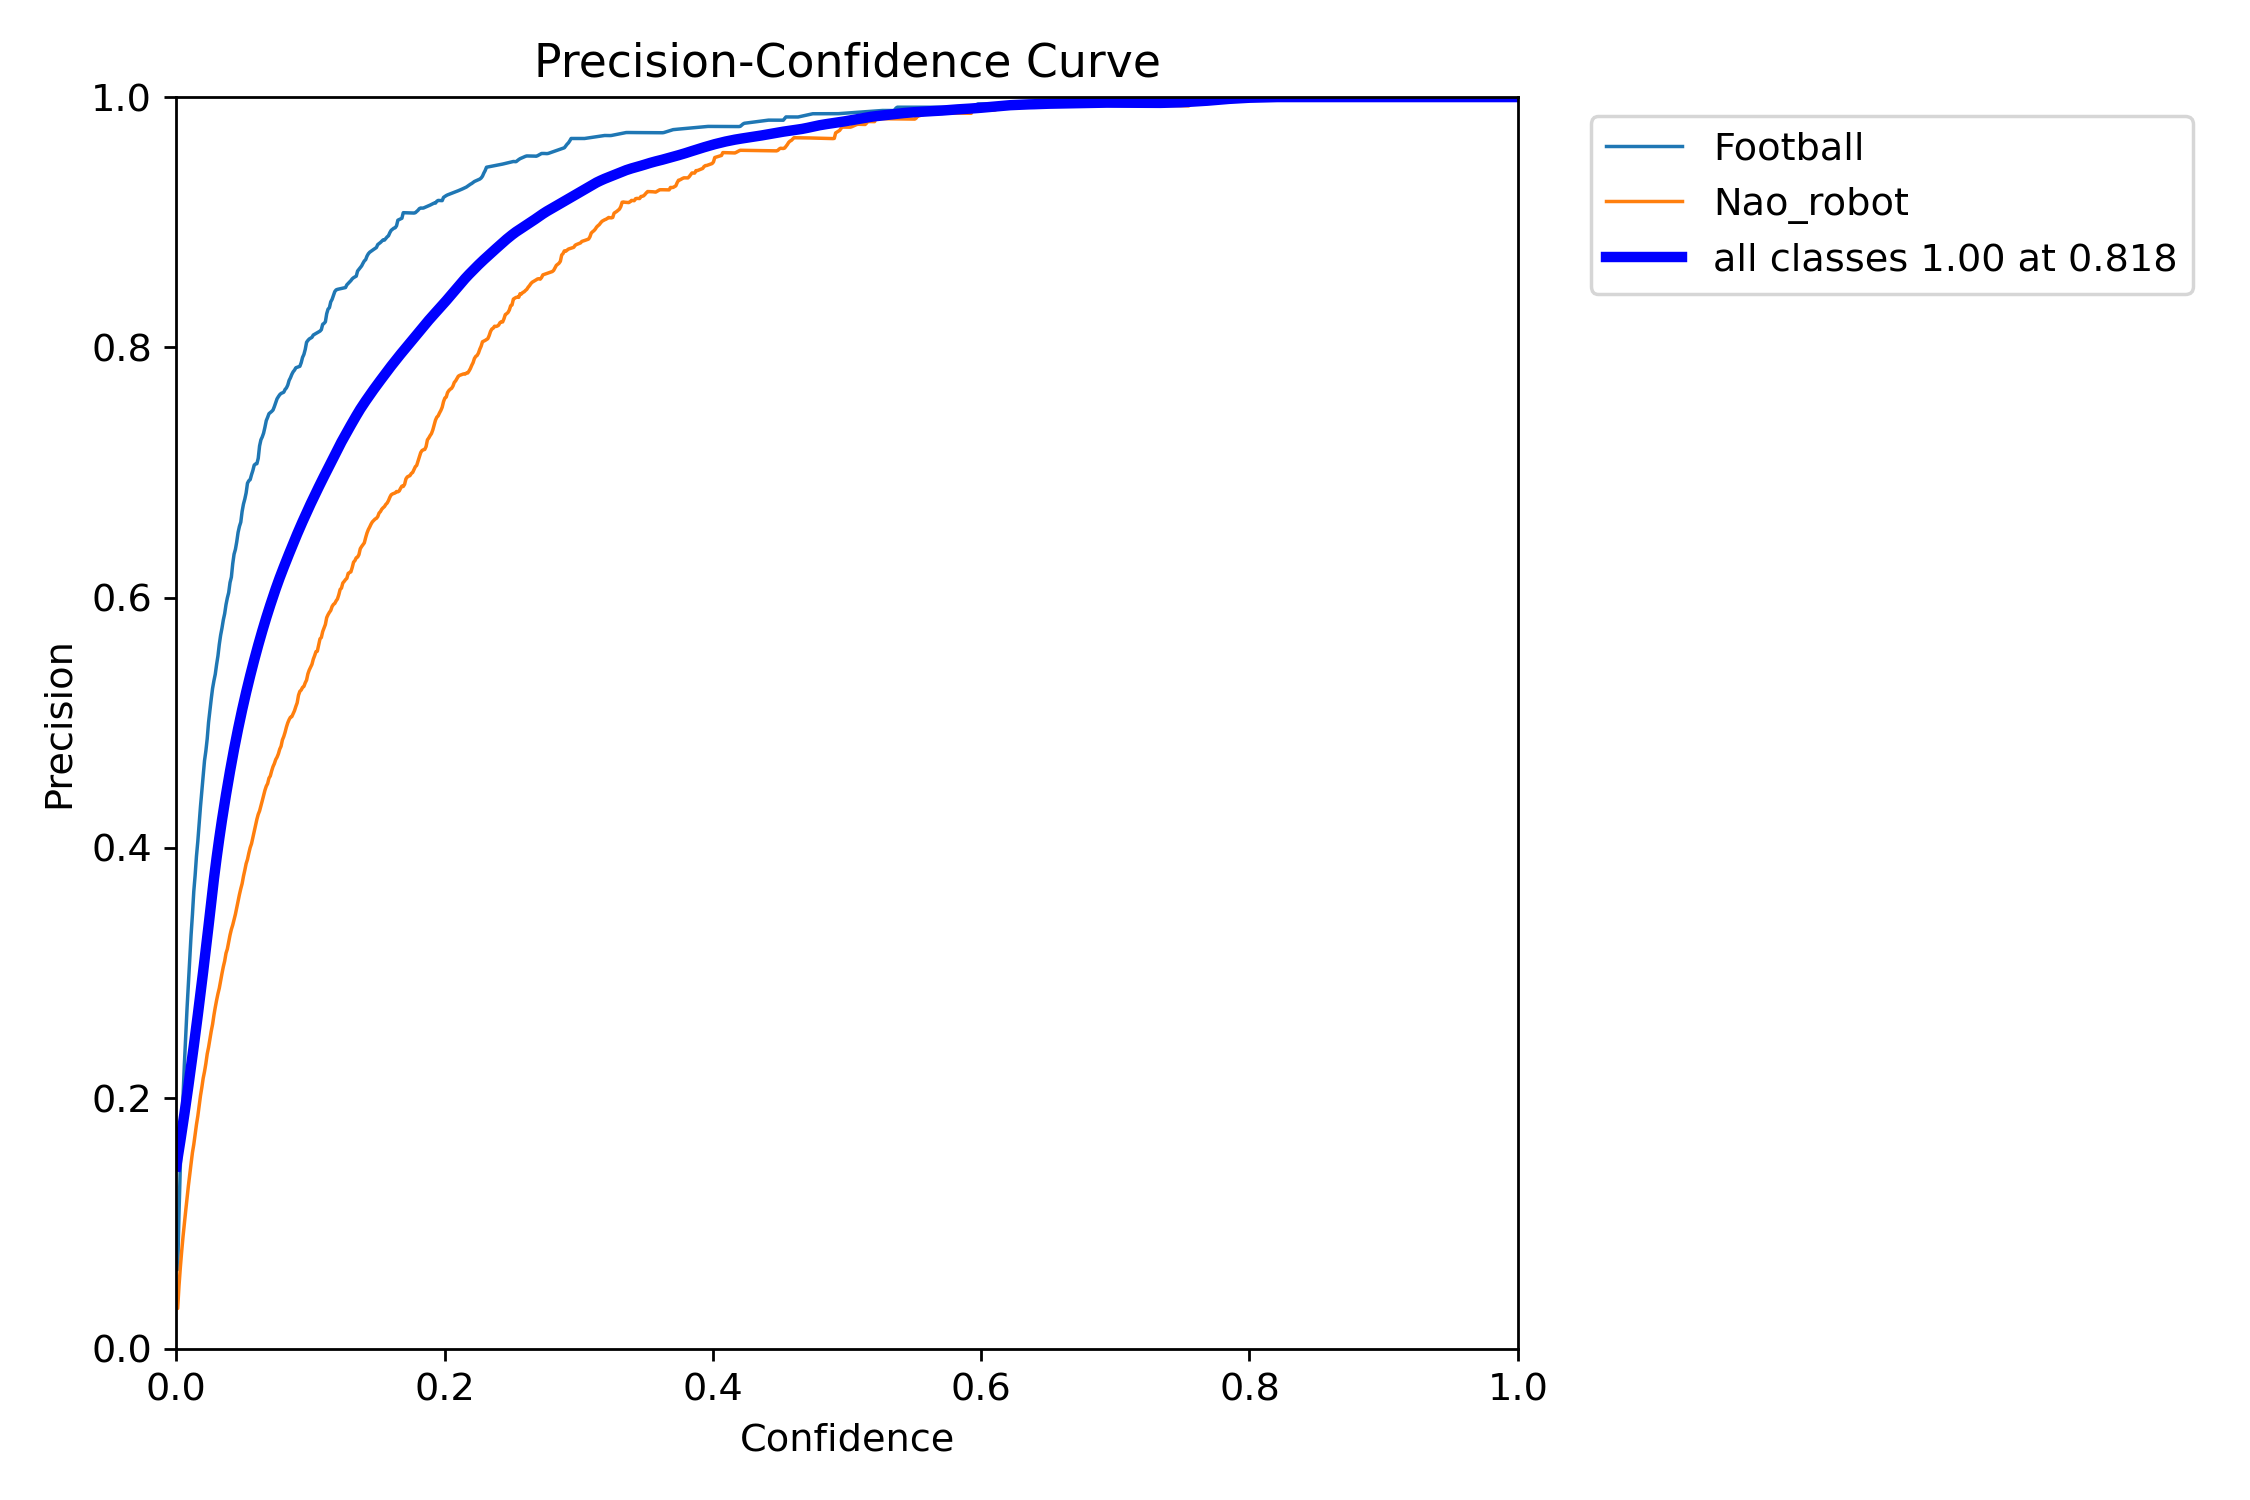 Precision-Confidence Curve
1.0
0.8
0.6
0.4
0.2
0.0
Precision
0.0 0.2 0.4 0.6 0.8 1.0
Confidence
Football
Nao_robot
all classes 1.00 at 0.818